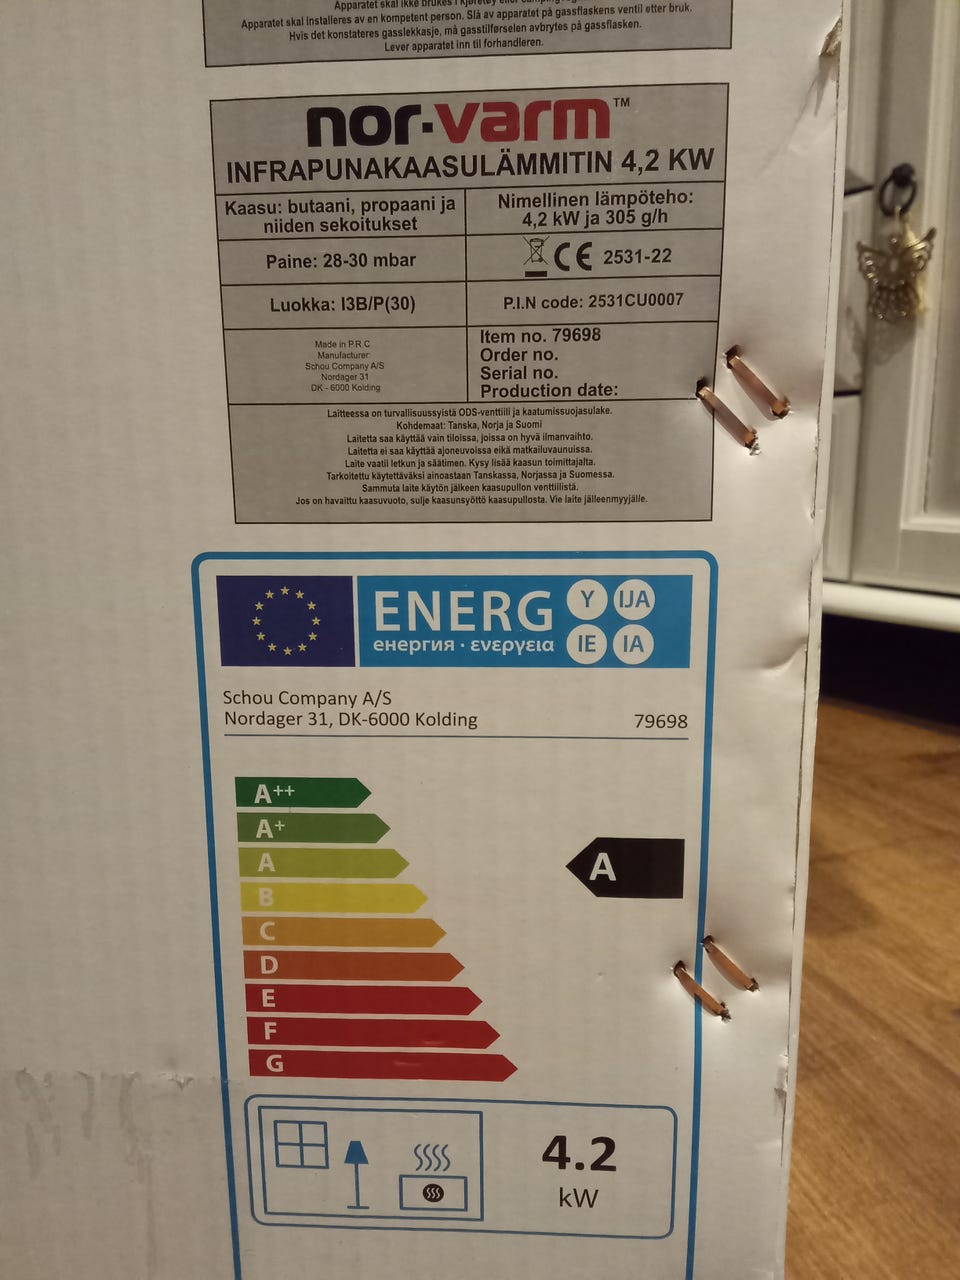 Apparatet skal ikke brukes i kjøretøy eller
Apparatet skal installeres av en kompetent person. Slå av apparatet på gassflaskens ventil etter bruk.
Hvis det konstateres gasslekkasje, må gasstilførselen avbrytes på gassflasken.
Lever apparatet inn til forhandleren.
nor-varm™
INFRAPUNAKAASULÄMMITIN 4,2 KW
Kaasu: butaani, propaani ja
niiden sekoitukset
Nimellinen lämpöteho:
4,2 kW ja 305 g/h
Paine: 28-30 mbar
CE 2531-22
Luokka: I3B/P(30)
P.I.N code: 2531CU0007
Made in P.R.C
Manufacturer:
Schou Company A/S
Nordager 31
DK - 6000 Kolding
Item no. 79698
Order no.
Serial no.
Production date:
Laitteessa on turvallisuussyistä ODS-venttiili ja kaatumissuojasulake.
Kohdemaat: Tanska, Norja ja Suomi
Laitetta saa käyttää vain tiloissa, joissa on hyvä ilmanvaihto.
Laitetta ei saa käyttää ajoneuvoissa eikä matkailuvaunuissa.
Laite vaatii letkun ja säätimen. Kysy lisää kaasun toimittajalta.
Tarkoitettu käytettäväksi ainoastaan Tanskassa, Norjassa ja Suomessa.
Sammuta laite käytön jälkeen kaasupullon venttiilistä.
Jos on havaittu kaasuvuoto, sulje kaasunsyöttö kaasupullosta. Vie laite jälleenmyyjälle.
ENERG Y IJA
енергия · ενεργεια IE IA
Schou Company A/S
Nordager 31, DK-6000 Kolding
79698
A++
A+
A
A
B
C
D
E
F
G
4.2
kW